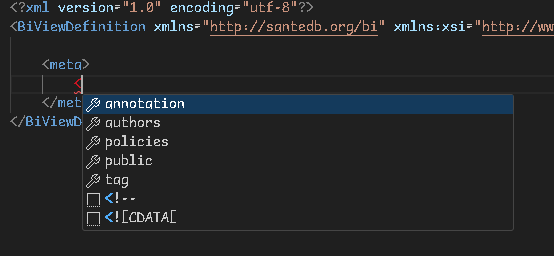 <?xml version="1.0" encoding="utf-8"?>
<BiViewDefinition xmlns="http://santedb.org/bi" xmlns:xsi="http://ww
<meta>
<
</met
annotation
authors
policies
public
tag
<!--
<![CDATA[
</BiViewD